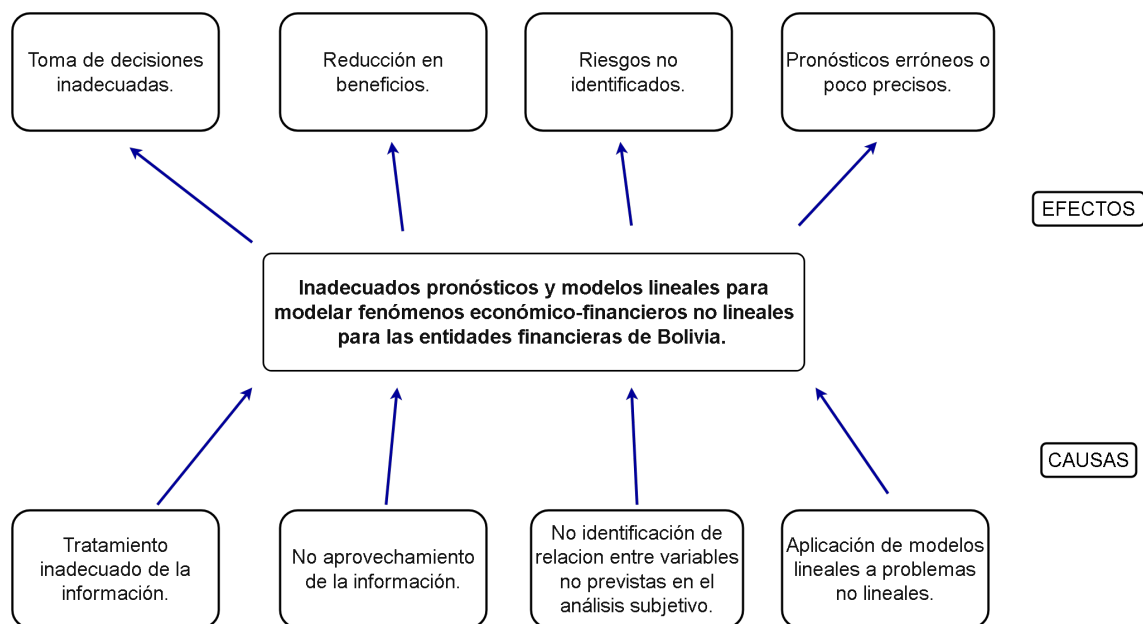 Toma de decisiones
inadecuadas.
Reducción en
beneficios.
Riesgos no
identificados.
Pronósticos erróneos o
poco precisos.
EFECTOS
Inadecuados pronósticos y modelos lineales para
modelar fenómenos económico-financieros no lineales
para las entidades financieras de Bolivia.
CAUSAS
Tratamiento
inadecuado de la
información.
No aprovechamiento
de la información.
No identificación de
relacion entre variables
no previstas en el
análisis subjetivo.
Aplicación de modelos
lineales a problemas
no lineales.